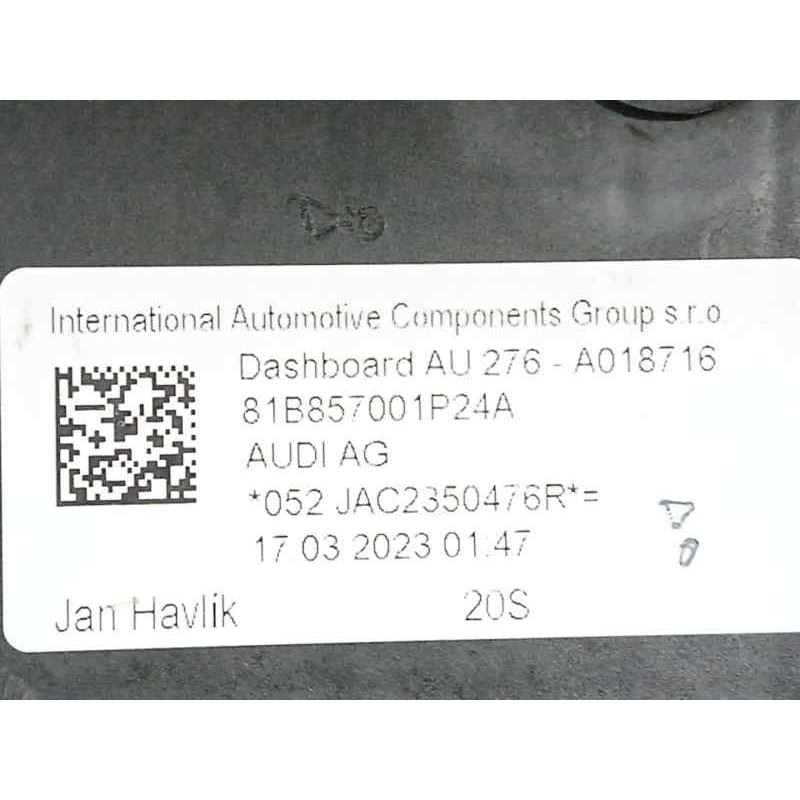 International Automotive Components Group s.r.o.
Dashboard AU 276 - A018716
81B857001P24A
AUDI AG
*052 JAC2350476R*=
17 03 2023 01:47
Jan Havlik 20S